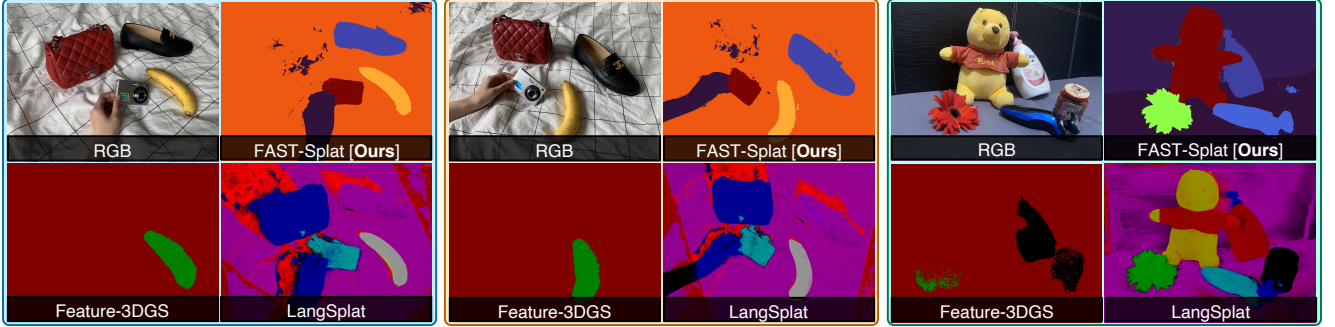 RGB
FAST-Splat [Ours]
Feature-3DGS
LangSplat
RGB
FAST-Splat [Ours]
Feature-3DGS
LangSplat
Pooh
RGB
FAST-Splat [Ours]
Feature-3DGS
LangSplat